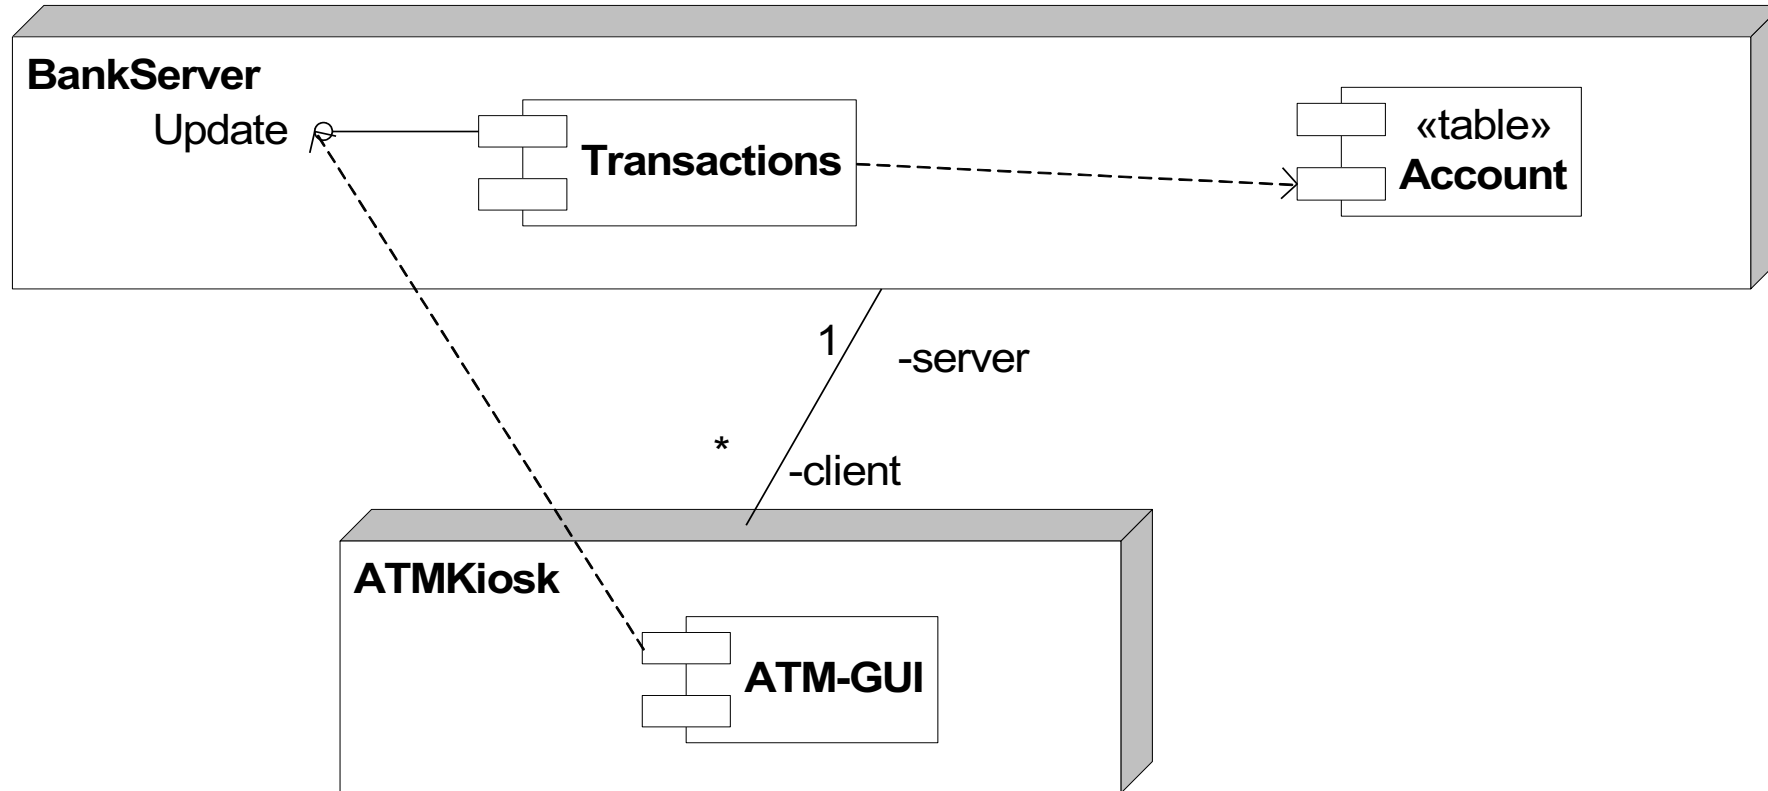 BankServer
Update
Transactions
«table»
Account
1
-server
*
-client
ATMKiosk
ATM-GUI